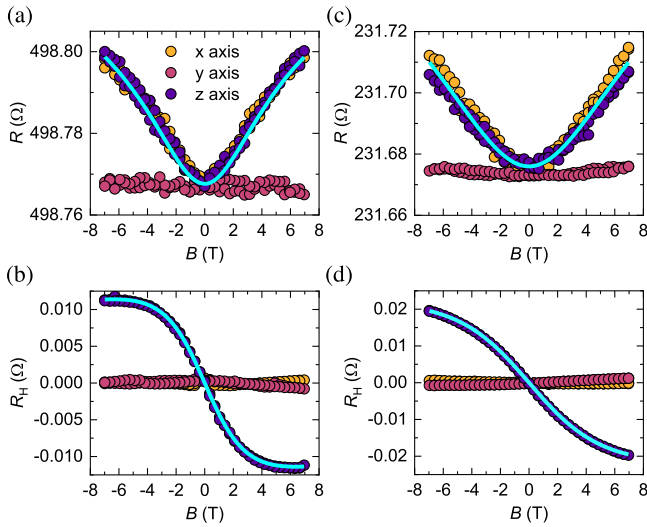 (a)
498.80
498.78
498.76
R (Ω)
x axis
y axis
z axis
-8 -6 -4 -2 0 2 4 6 8
B (T)
(c)
231.72
231.70
231.68
231.66
R (Ω)
-8 -6 -4 -2 0 2 4 6 8
B (T)
(b)
0.010
0.005
0.000
-0.005
-0.010
R_H (Ω)
-8 -6 -4 -2 0 2 4 6 8
B (T)
(d)
0.02
0.01
0.00
-0.01
-0.02
R_H (Ω)
-8 -6 -4 -2 0 2 4 6 8
B (T)